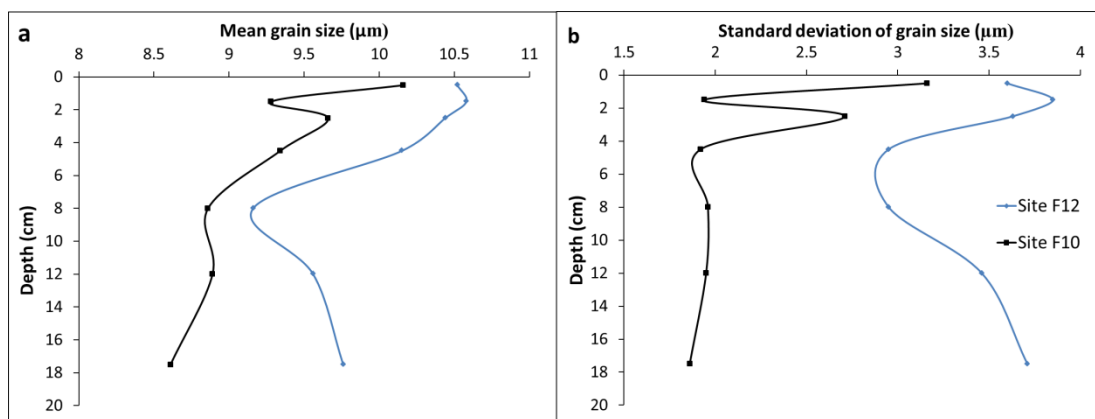 a
Mean grain size (µm)
8 8.5 9 9.5 10 10.5 11
Depth (cm)
0
2
4
6
8
10
12
14
16
18
20
b
Standard deviation of grain size (µm)
1.5 2 2.5 3 3.5 4
Depth (cm)
0
2
4
6
8
10
12
14
16
18
20
Site F12
Site F10